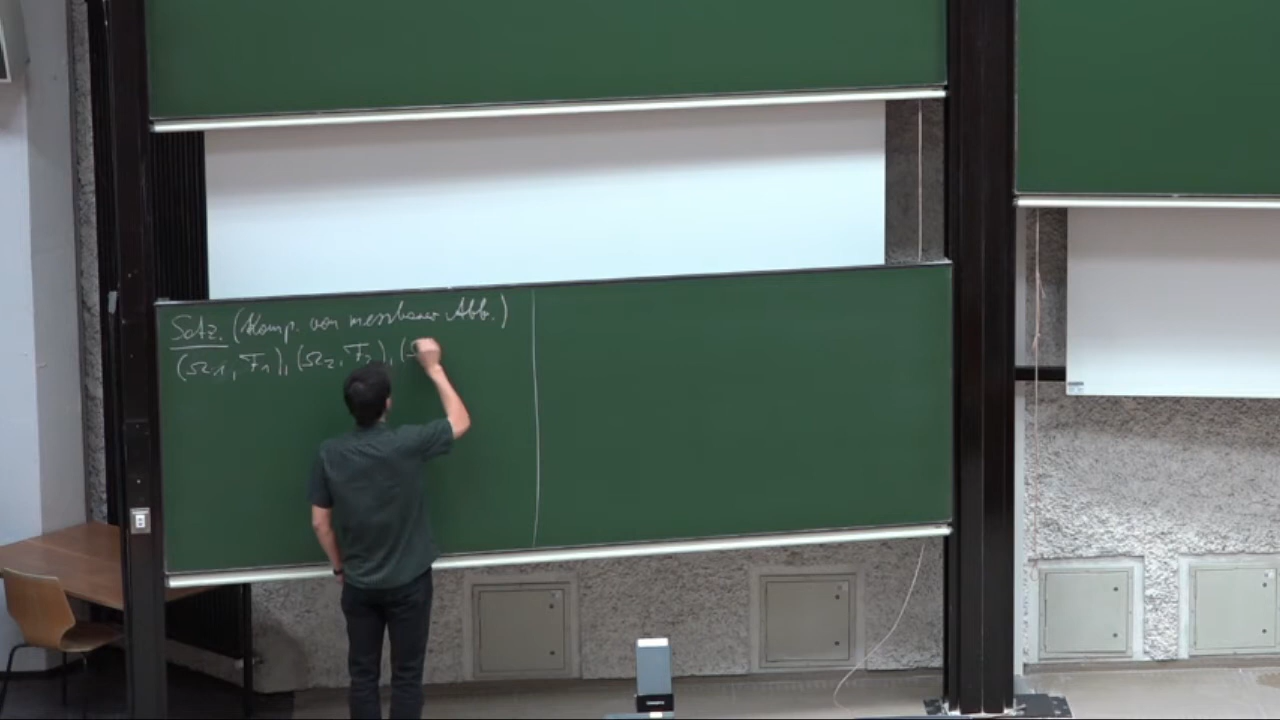 Satz. (Komp. von messbarer Abb.)
(Ω₁, F₁), (Ω₂, F₂), (Ω